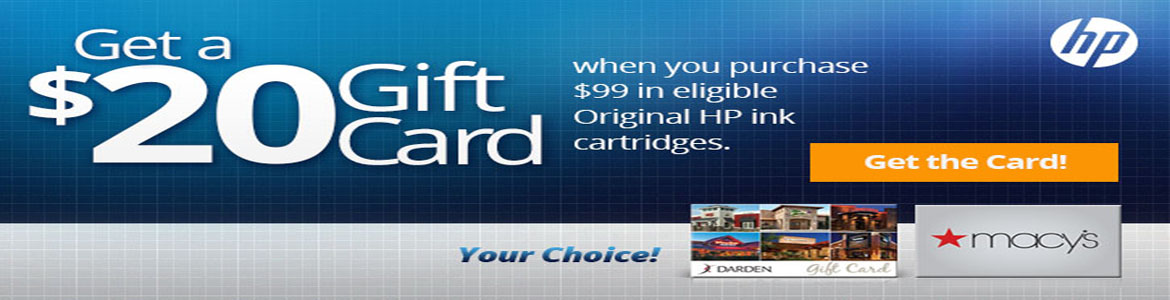 Get a
$20 Gift
Card
when you purchase
$99 in eligible
Original HP ink
cartridges.
hp
Get the Card!
Your Choice!
DARDEN Gift Card
macy's